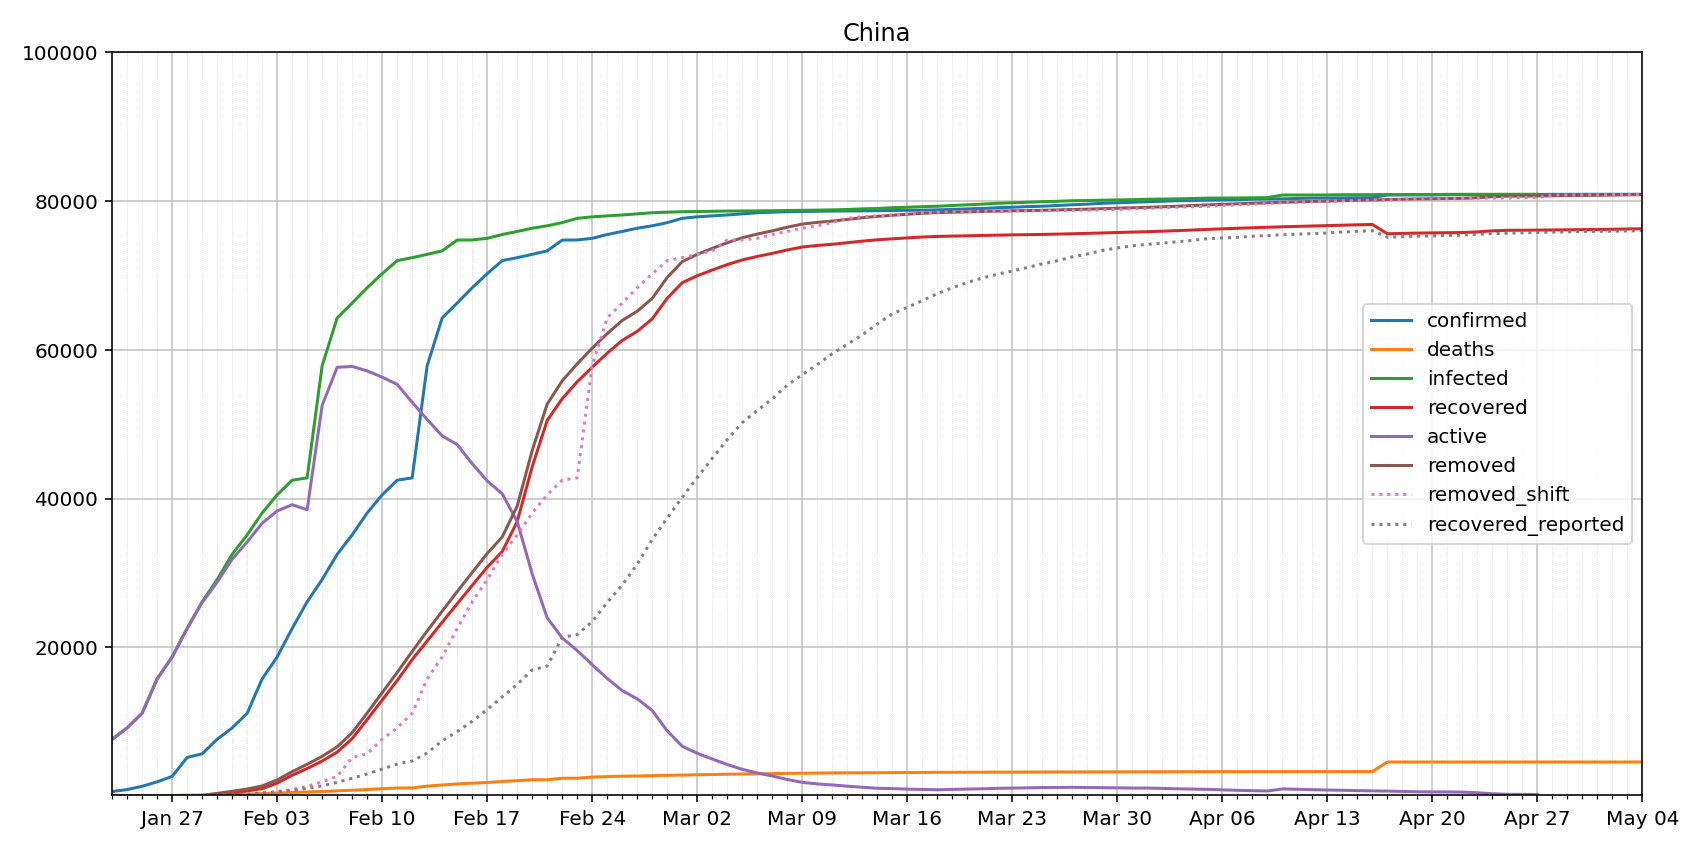 China
100000
80000
60000
40000
20000
confirmed
deaths
infected
recovered
active
removed
removed_shift
recovered_reported
Jan 27 Feb 03 Feb 10 Feb 17 Feb 24 Mar 02 Mar 09 Mar 16 Mar 23 Mar 30 Apr 06 Apr 13 Apr 20 Apr 27 May 04